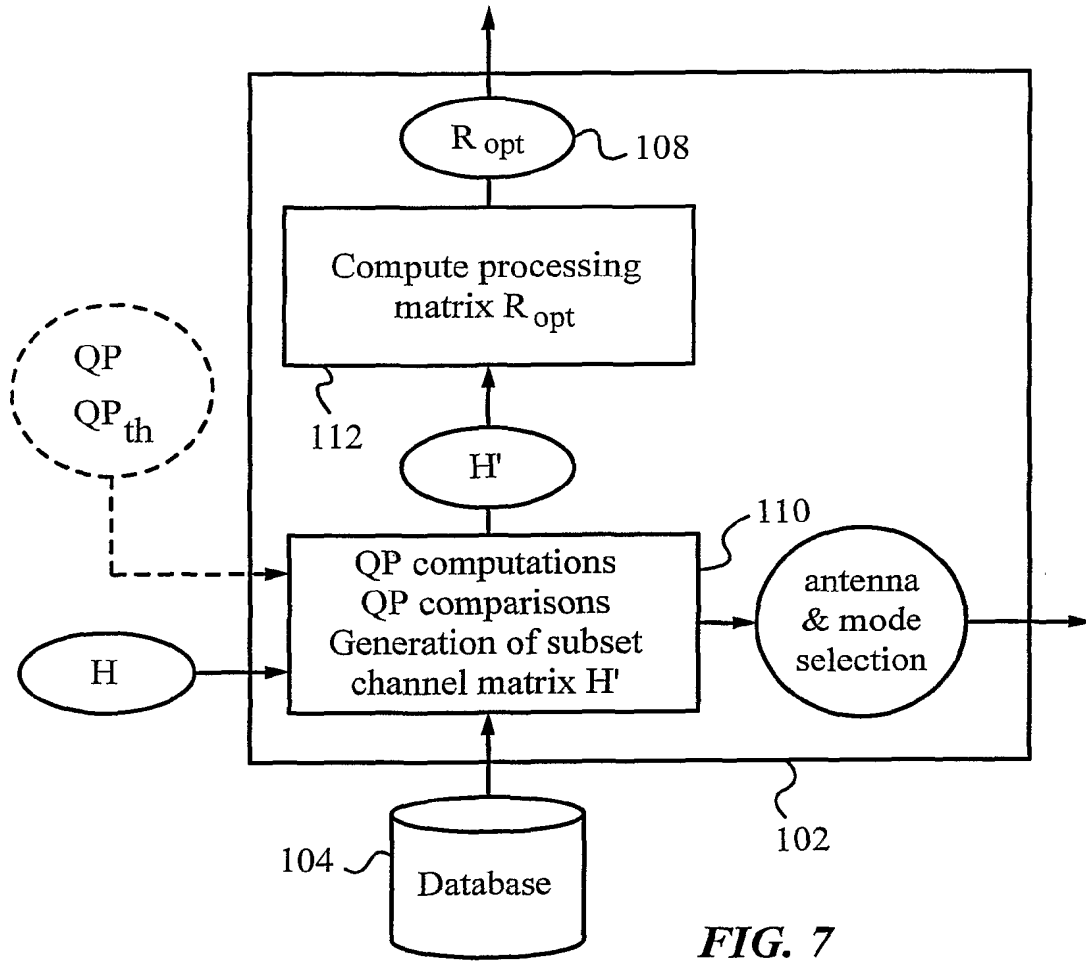 R opt
108
Compute processing
matrix R opt
112
QP
QP th
H'
110
QP computations
QP comparisons
Generation of subset
channel matrix H'
antenna
& mode
selection
H
102
104
Database
FIG. 7